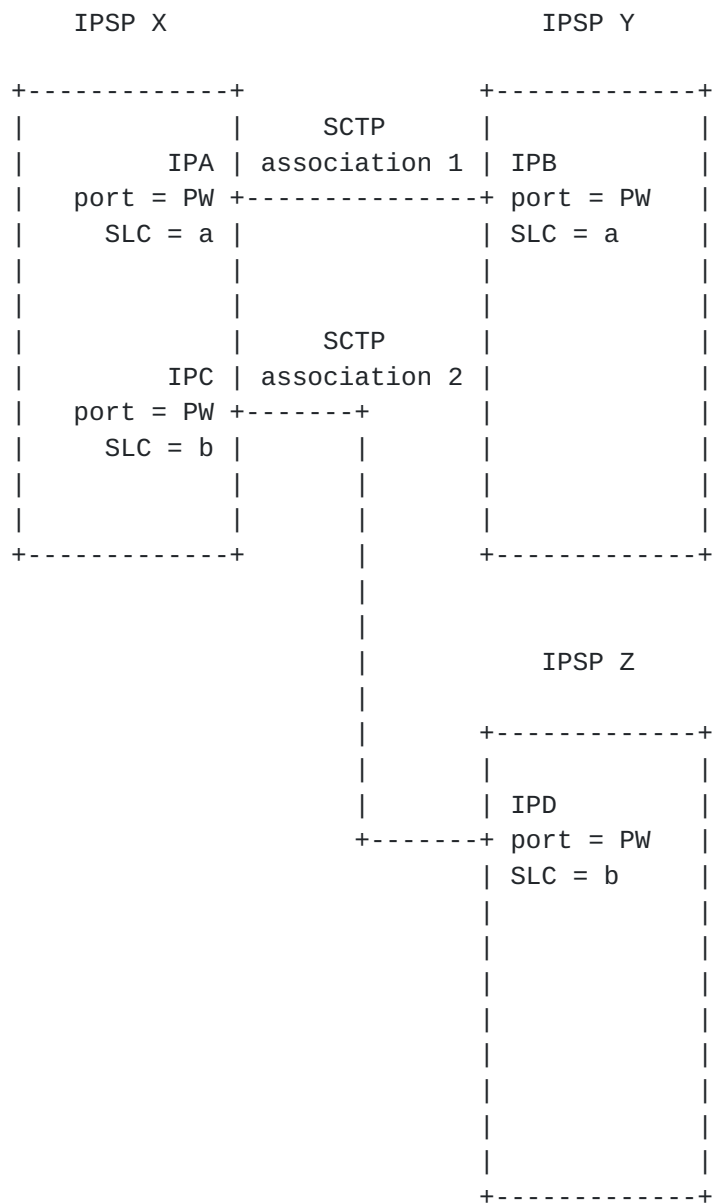 IPSP X IPSP Y
SCTP
IPA association 1 IPB
port = PW port = PW
SLC = a SLC = a
SCTP
IPC association 2
port = PW
SLC = b
IPSP Z
IPD
port = PW
SLC = b